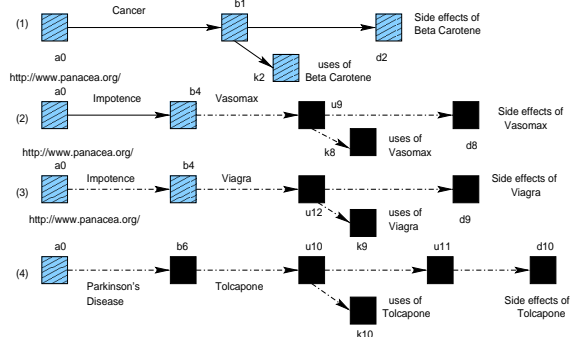 b1
Cancer
Side effects of
Beta Carotene
(1)
a0
d2
k2
uses of
Beta Carotene
http://www.panacea.org/
a0
Impotence
b4
Vasomax
u9
Side effects of
Vasomax
(2)
k8
uses of
Vasomax
d8
http://www.panacea.org/
a0
Impotence
b4
Viagra
Side effects of
Viagra
(3)
u12
d9
uses of
Viagra
http://www.panacea.org/
k9
a0
b6
u10
u11
d10
(4)
Parkinson's
Disease
Tolcapone
uses of
Tolcapone
Side effects of
Tolcapone
k10